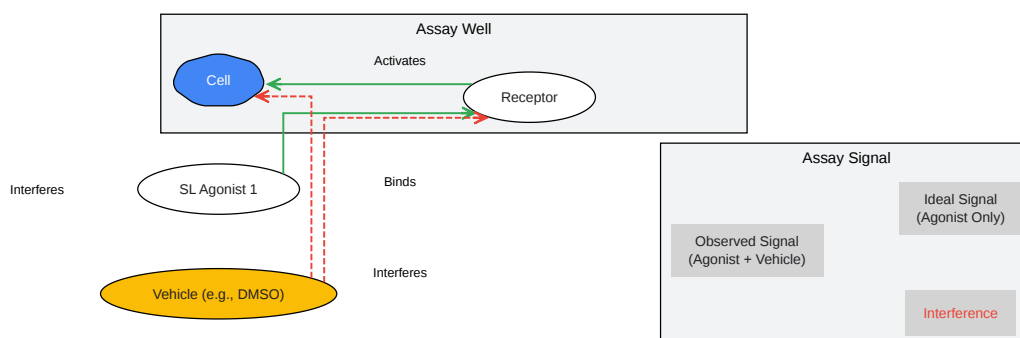 Assay Well
Activates
Cell
Receptor
Interferes
SL Agonist 1
Binds
Vehicle (e.g., DMSO)
Interferes
Assay Signal
Ideal Signal
(Agonist Only)
Observed Signal
(Agonist + Vehicle)
Interference